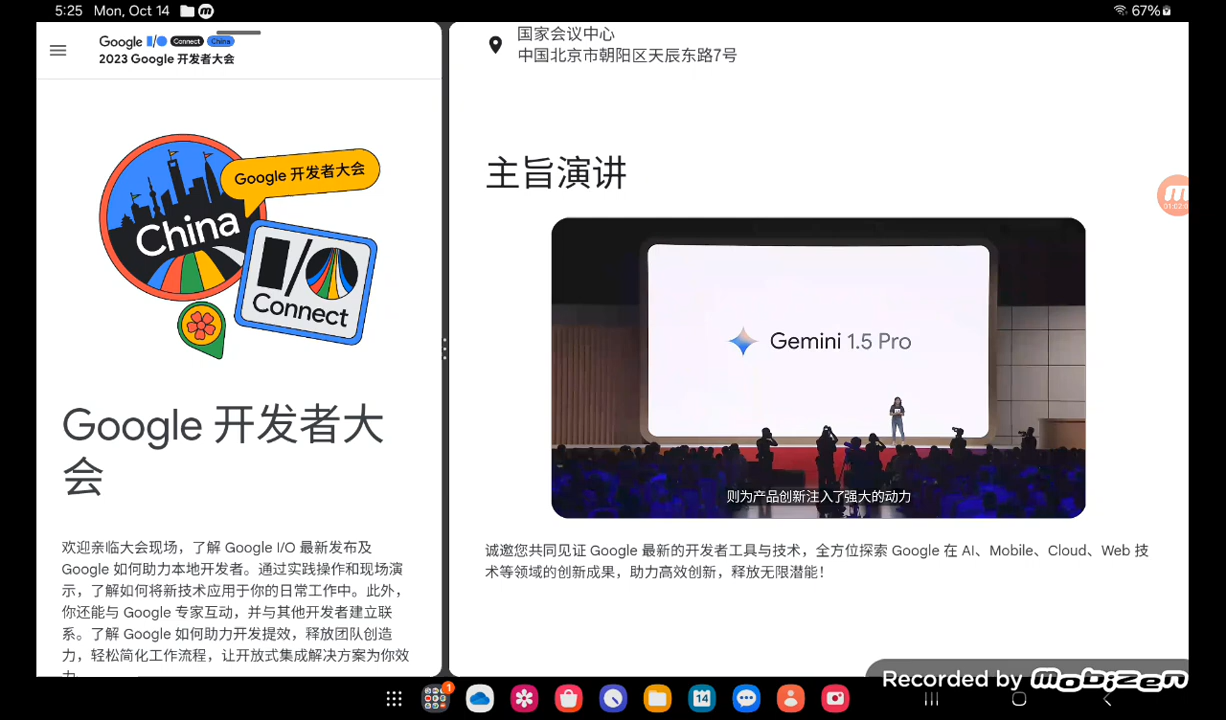 5:25 Mon, Oct 14
67%
Google I/O Connect China
2023 Google 开发者大会
Google 开发者大会
China
I/O
Connect
Google 开发者大
会
欢迎亲临大会现场，了解 Google I/O 最新发布及
Google 如何助力本地开发者。通过实践操作和现场演
示，了解如何将新技术应用于你的日常工作中。此外，
你还能与 Google 专家互动，并与其他开发者建立联
系。了解 Google 如何助力开发提效，释放团队创造
力，轻松简化工作流程，让开放式集成解决方案为你效
国家会议中心
中国北京市朝阳区天辰东路7号
主旨演讲
Gemini 1.5 Pro
则为产品创新注入了强大的动力
诚邀您共同见证 Google 最新的开发者工具与技术，全方位探索 Google 在 AI、Mobile、Cloud、Web 技
术等领域的创新成果，助力高效创新，释放无限潜能！
1
14
Recorded by mobizen